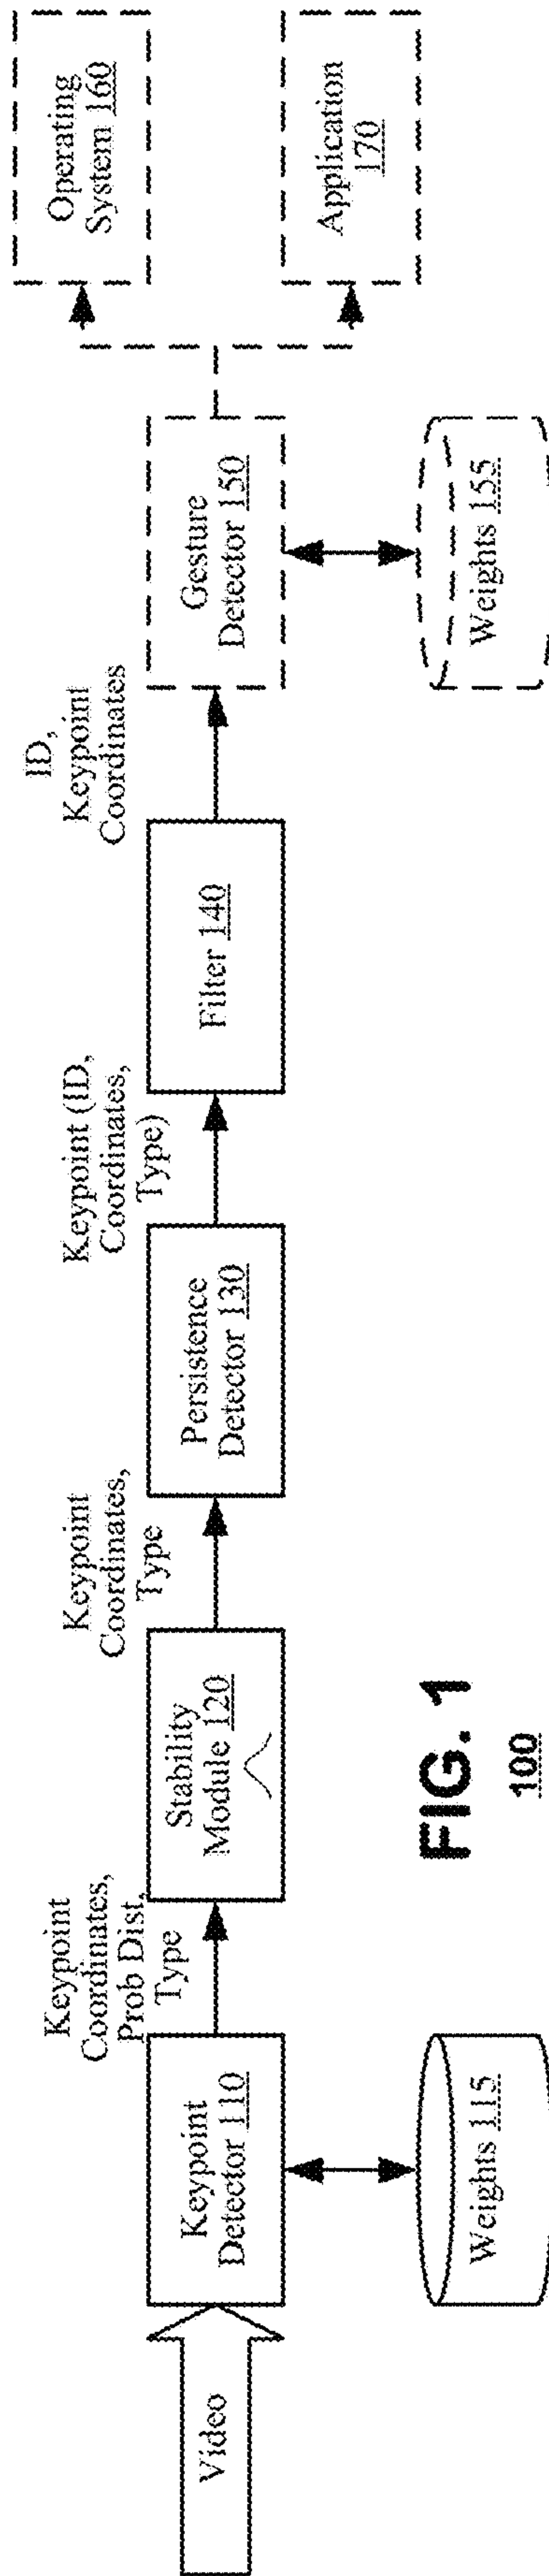 Video
Keypoint
Detector 110
Weights 115
Keypoint
Coordinates,
Prob Dist,
Type
Stability
Module 120
Keypoint
Coordinates,
Type
Persistence
Detector 130
Keypoint (ID,
Coordinates,
Type)
Filter 140
ID,
Keypoint
Coordinates
Gesture
Detector 150
Weights 155
Operating
System 160
Application
170
FIG. 1
100